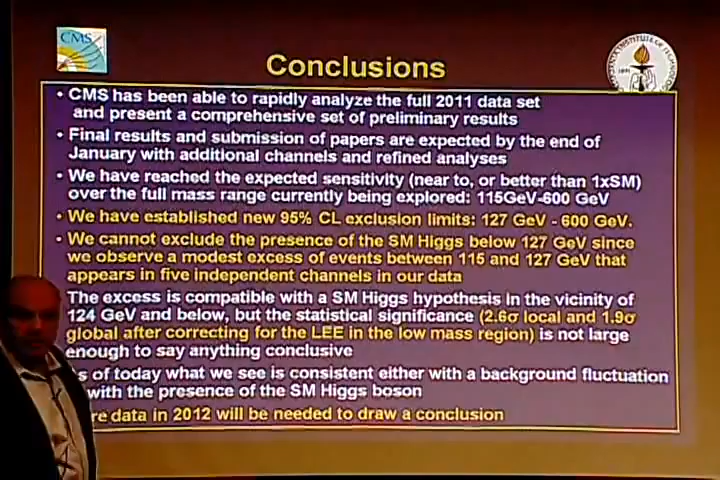 CMS
Conclusions
• CMS has been able to rapidly analyze the full 2011 data set
and present a comprehensive set of preliminary results
• Final results and submission of papers are expected by the end of
January with additional channels and refined analyses
• We have reached the expected sensitivity (near to, or better than 1xSM)
over the full mass range currently being explored: 115GeV-600 GeV
• We have established new 95% CL exclusion limits: 127 GeV - 600 GeV.
• We cannot exclude the presence of the SM Higgs below 127 GeV since
we observe a modest excess of events between 115 and 127 GeV that
appears in five independent channels in our data
The excess is compatible with a SM Higgs hypothesis in the vicinity of
124 GeV and below, but the statistical significance (2.6σ local and 1.9σ
global after correcting for the LEE in the low mass region) is not large
enough to say anything conclusive
s of today what we see is consistent either with a background fluctuation
with the presence of the SM Higgs boson
re data in 2012 will be needed to draw a conclusion